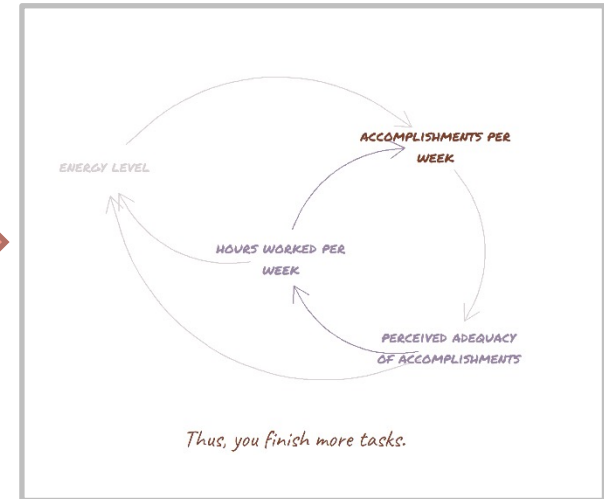 ACCOMPLISHMENTS PER
WEEK
ENERGY LEVEL
HOURS WORKED PER
WEEK
PERCEIVED ADEQUACY
OF ACCOMPLISHMENTS
Thus, you finish more tasks.